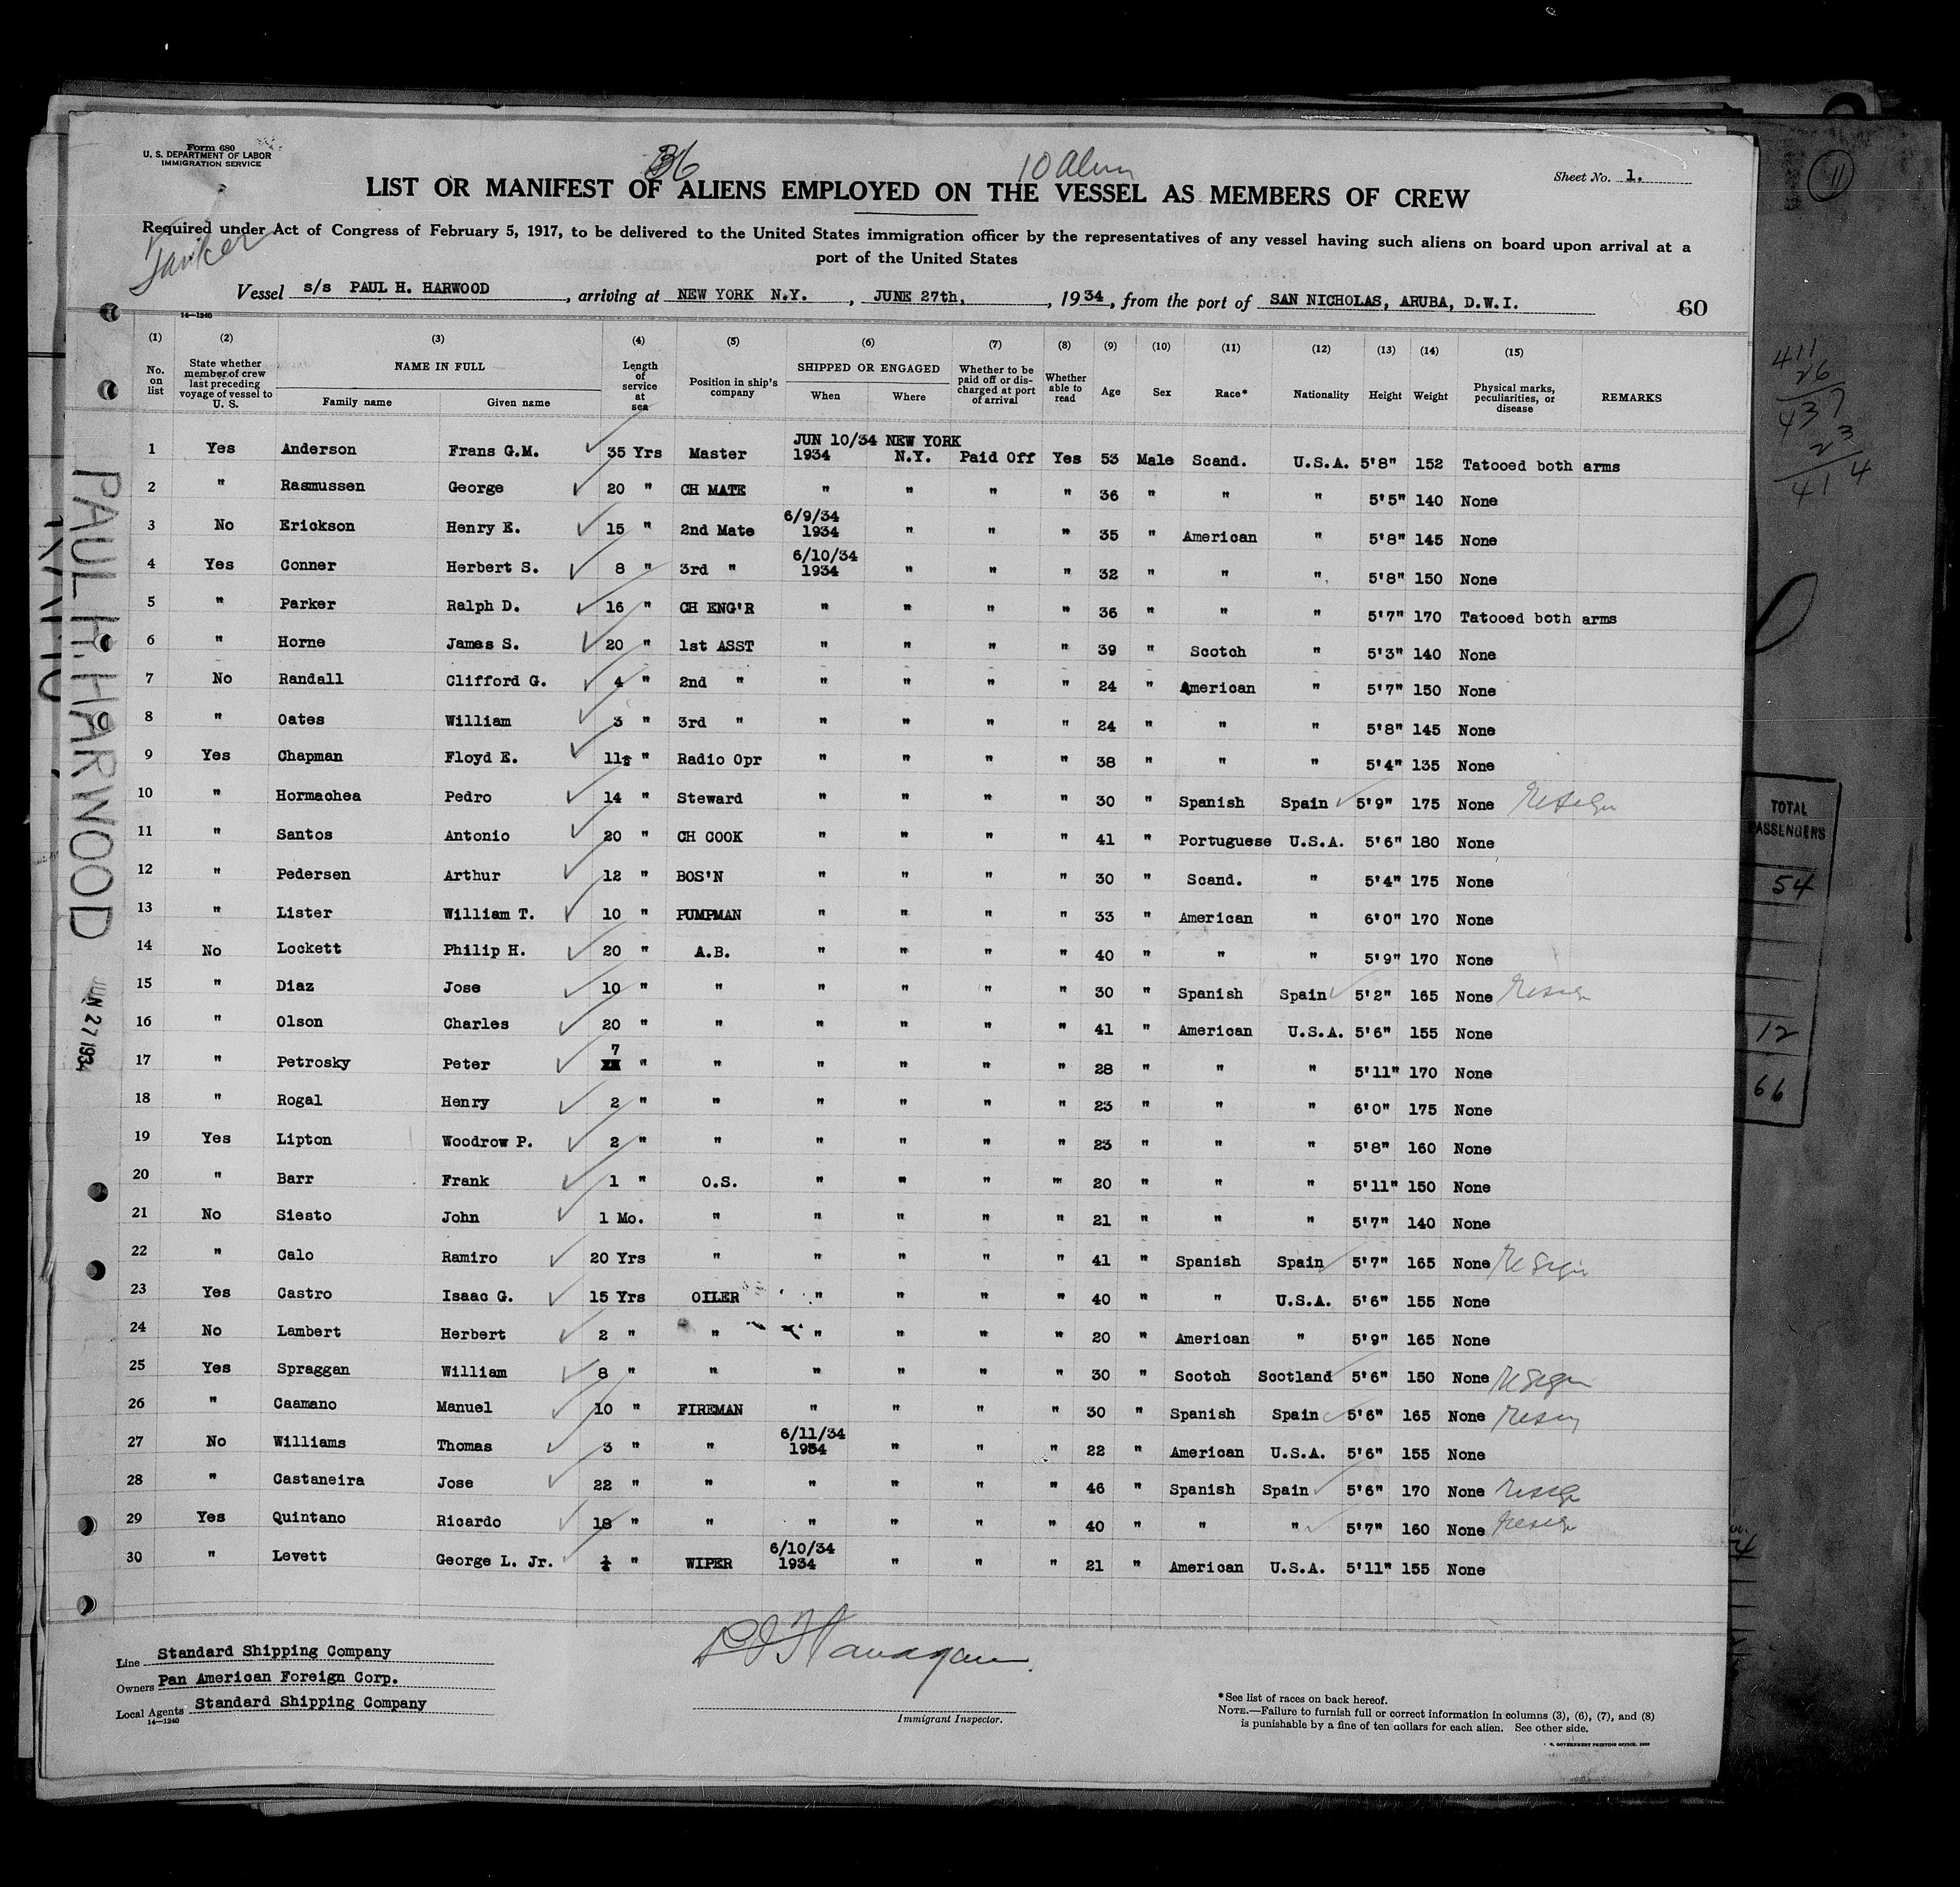 Form 680
U. S. DEPARTMENT OF LABOR
IMMIGRATION SERVICE
36
10 Alien
Sheet No. 1.
LIST OR MANIFEST OF ALIENS EMPLOYED ON THE VESSEL AS MEMBERS OF CREW
Required under Act of Congress of February 5, 1917, to be delivered to the United States immigration officer by the representatives of any vessel having such aliens on board upon arrival at a
port of the United States
Tanker
Vessel s/s PAUL H. HARWOOD , arriving at NEW YORK N.Y. , JUNE 27th, , 1934, from the port of SAN NICHOLAS, ARUBA, D.W.I.
60
14—1240
(1) (2) (3) (4) (5) (6) (7) (8) (9) (10) (11) (12) (13) (14) (15)
No. on list | State whether member of crew last preceding voyage of vessel to U. S. | NAME IN FULL Family name Given name | Length of service at sea | Position in ship's company | SHIPPED OR ENGAGED When Where | Whether to be paid off or discharged at port of arrival | Whether able to read | Age | Sex | Race* | Nationality | Height | Weight | Physical marks, peculiarities, or disease | REMARKS
1 Yes Anderson Frans G.M. 35 Yrs Master JUN 10/34 1934 NEW YORK N.Y. Paid Off Yes 53 Male Scand. U.S.A. 5'8" 152 Tatooed both arms
2 " Rasmussen George 20 " CH MATE " " " " 36 " " " 5'5" 140 None
3 No Erickson Henry E. 15 " 2nd Mate 6/9/34 1934 " " " 35 " American " 5'8" 145 None
4 Yes Conner Herbert S. 8 " 3rd " 6/10/34 1934 " " " 32 " " " 5'8" 150 None
5 " Parker Ralph D. 16 " CH ENG'R " " " " 36 " " " 5'7" 170 Tatooed both arms
6 " Horne James S. 20 " 1st ASST " " " " 39 " Scotch " 5'3" 140 None
7 No Randall Clifford G. 4 " 2nd " " " " " 24 " American " 5'7" 150 None
8 " Oates William 3 " 3rd " " " " " 24 " " " 5'8" 145 None
9 Yes Chapman Floyd E. 11½ " Radio Opr " " " " 38 " " " 5'4" 135 None
10 " Hormachea Pedro 14 " Steward " " " " 30 " Spanish Spain 5'9" 175 None Resign
11 " Santos Antonio 20 " CH COOK " " " " 41 " Portuguese U.S.A. 5'6" 180 None
12 " Pedersen Arthur 12 " BOS'N " " " " 30 " Scand. " 5'4" 175 None
13 " Lister William T. 10 " PUMPMAN " " " " 33 " American " 6'0" 170 None
14 No Lockett Philip H. 20 " A.B. " " " " 40 " " " 5'9" 170 None
15 " Diaz Jose 10 " " " " " " 30 " Spanish Spain 5'2" 165 None Resign
16 " Olson Charles 20 " " " " " " 41 " American U.S.A. 5'6" 155 None
17 " Petrosky Peter 7 " " " " " " 28 " " " 5'11" 170 None
18 " Rogal Henry 2 " " " " " " 23 " " " 6'0" 175 None
19 Yes Lipton Woodrow P. 2 " " " " " " 23 " " " 5'8" 160 None
20 " Barr Frank 1 " O.S. " " " " 20 " " " 5'11" 150 None
21 No Siesto John 1 Mo. " " " " " 21 " " " 5'7" 140 None
22 " Calo Ramiro 20 Yrs " " " " " 41 " Spanish Spain 5'7" 165 None Resign
23 Yes Castro Isaac G. 15 Yrs OILER " " " " 40 " " U.S.A. 5'6" 155 None
24 No Lambert Herbert 2 " " " " " " 20 " American " 5'9" 165 None
25 Yes Spraggan William 8 " " " " " " 30 " Scotch Scotland 5'6" 150 None Resign
26 " Caamano Manuel 10 " FIREMAN " " " " 30 " Spanish Spain 5'6" 165 None Resign
27 No Williams Thomas 3 " " 6/11/34 1934 " " " 22 " American U.S.A. 5'6" 155 None
28 " Castaneira Jose 22 " " " " " " 46 " Spanish Spain 5'6" 170 None Resign
29 Yes Quintano Ricardo 18 " " " " " " 40 " " " 5'7" 160 None Resign
30 " Levett George L. Jr. " WIPER 6/10/34 1934 " " " 21 " American U.S.A. 5'11" 155 None
PAUL H. HARWOOD
JUN 27 1934
Line Standard Shipping Company
Owners Pan American Foreign Corp.
Local Agents Standard Shipping Company
14—1240
Immigrant Inspector.
*See list of races on back hereof.
NOTE.—Failure to furnish full or correct information in columns (3), (6), (7), and (8)
is punishable by a fine of ten dollars for each alien. See other side.
11
411
26
437
23
414
TOTAL
PASSENGERS
54
12
66